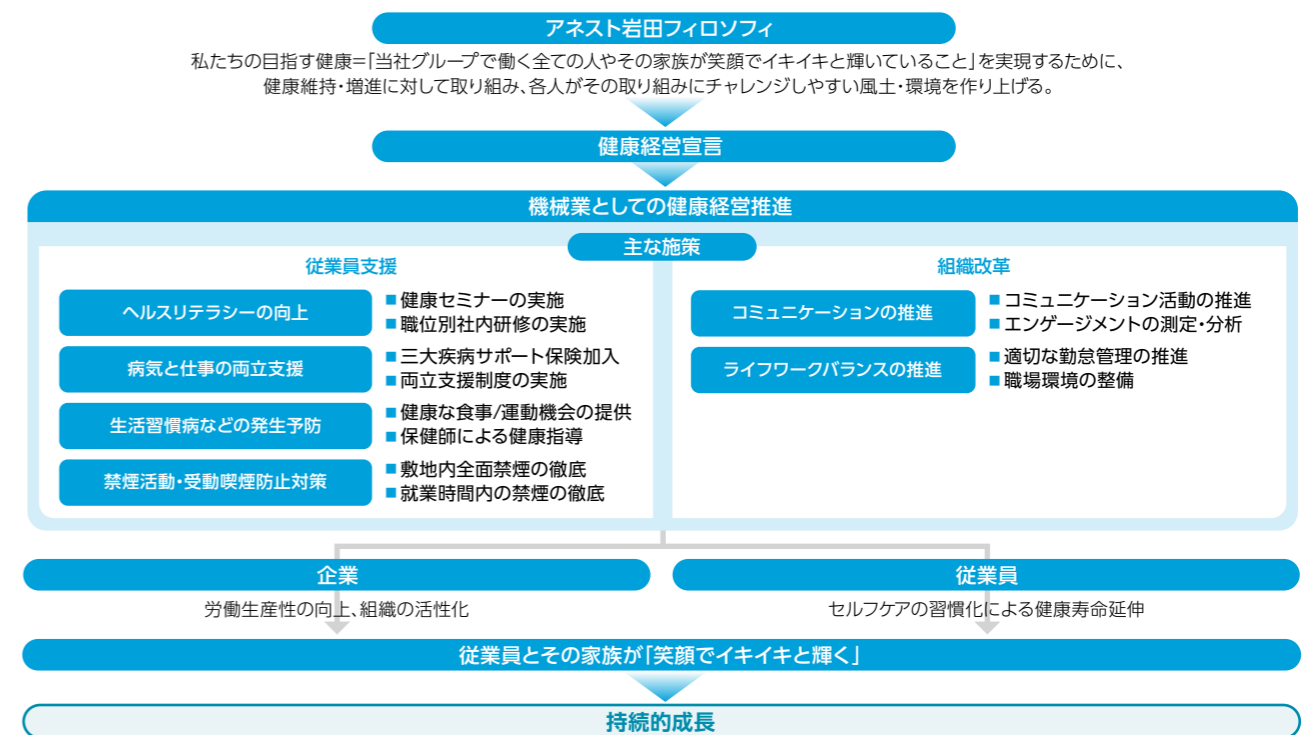 アネスト岩田フィロソフィ
私たちの目指す健康=「当社グループで働く全ての人やその家族が笑顔でイキイキと輝いていること」を実現するために、
健康維持・増進に対して取り組み、各人がその取り組みにチャレンジしやすい風土・環境を作り上げる。
健康経営宣言
機械業としての健康経営推進
主な施策
従業員支援
ヘルスリテラシーの向上
■健康セミナーの実施
■職位別社内研修の実施
病気と仕事の両立支援
■三大疾病サポート保険加入
■両立支援制度の実施
生活習慣病などの発生予防
■健康な食事/運動機会の提供
■保健師による健康指導
禁煙活動・受動喫煙防止対策
■敷地内全面禁煙の徹底
■就業時間内の禁煙の徹底
組織改革
コミュニケーションの推進
■コミュニケーション活動の推進
■エンゲージメントの測定・分析
ライフワークバランスの推進
■適切な勤怠管理の推進
■職場環境の整備
企業
労働生産性の向上、組織の活性化
従業員
セルフケアの習慣化による健康寿命延伸
従業員とその家族が「笑顔でイキイキと輝く」
持続的成長